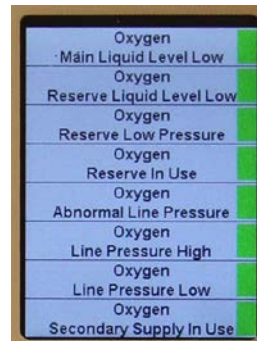 Oxygen
Main Liquid Level Low
Oxygen
Reserve Liquid Level Low
Oxygen
Reserve Low Pressure
Oxygen
Reserve In Use
Oxygen
Abnormal Line Pressure
Oxygen
Line Pressure High
Oxygen
Line Pressure Low
Oxygen
Secondary Supply In Use